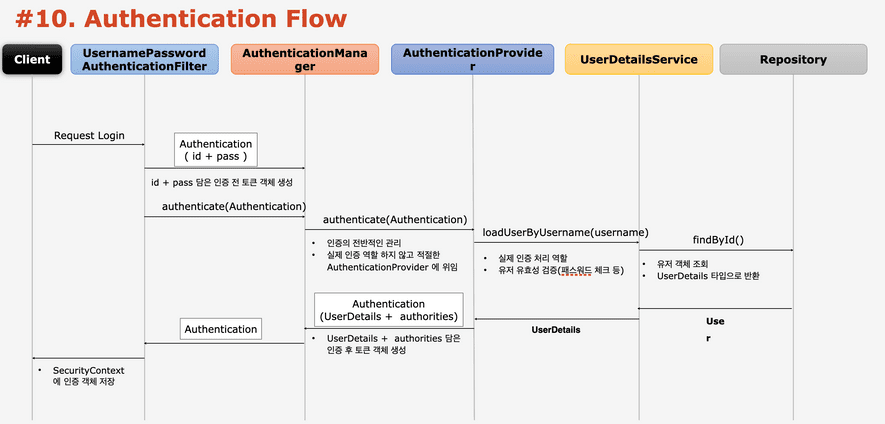 #10. Authentication Flow
Client
UsernamePassword
AuthenticationFilter
AuthenticationMana
ger
AuthenticationProvide
r
UserDetailsService
Repository
Request Login
Authentication
( id + pass )
id + pass 담은 인증 전 토큰 객체 생성
authenticate(Authentication)
authenticate(Authentication)
• 인증의 전반적인 관리
• 실제 인증 역할 하지 않고 적절한
AuthenticationProvider 에 위임
loadUserByUsername(username)
• 실제 인증 처리 역할
• 유저 유효성 검증(패스워드 체크 등)
findById()
• 유저 객체 조회
• UserDetails 타입으로 반환
Use
r
UserDetails
Authentication
(UserDetails + authorities)
• UserDetails + authorities 담은
인증 후 토큰 객체 생성
Authentication
• SecurityContext
에 인증 객체 저장